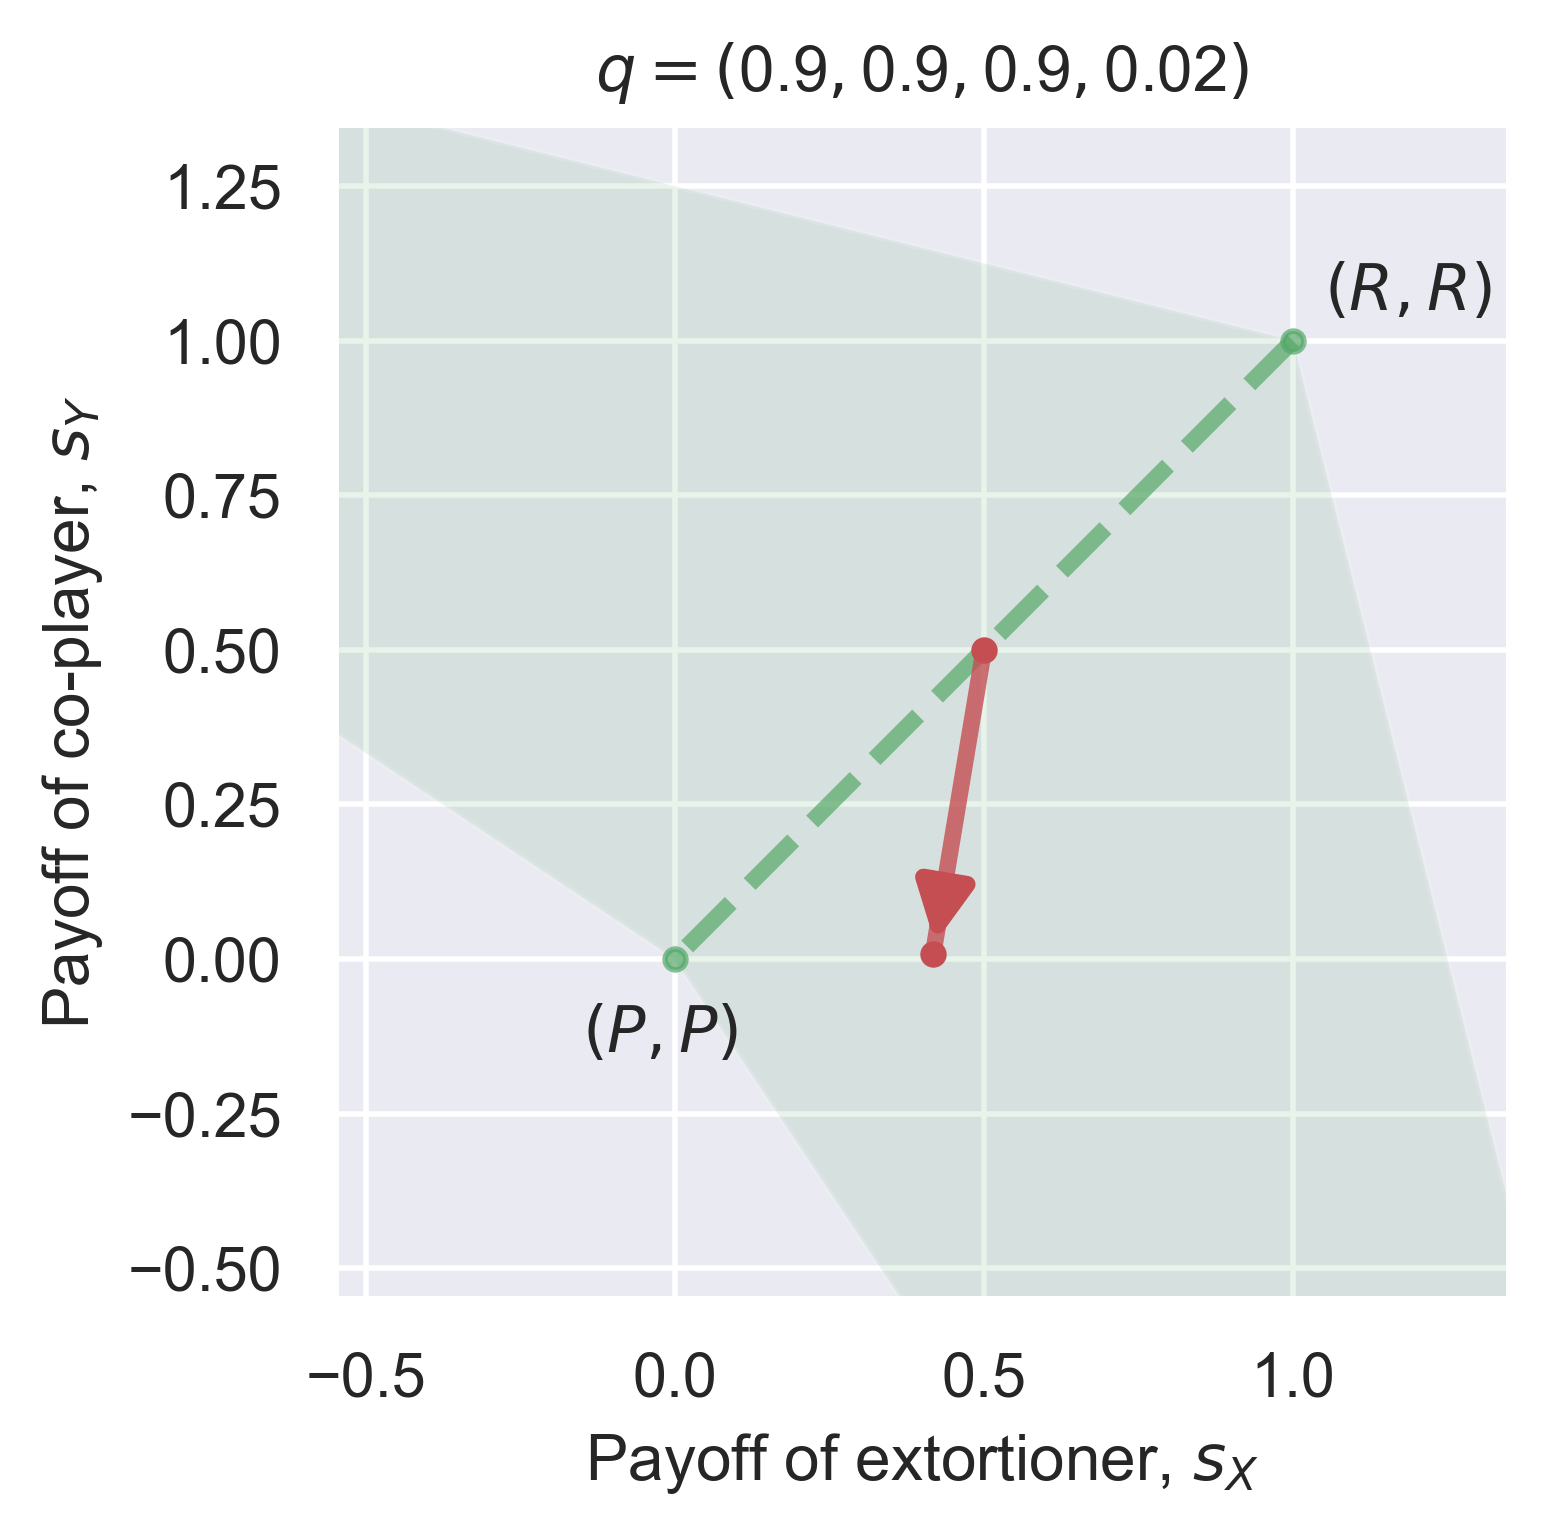 q = (0.9, 0.9, 0.9, 0.02)
1.25
1.00
0.75
0.50
0.25
0.00
−0.25
−0.50
Payoff of co-player, s_Y
(R, R)
(P, P)
−0.5 0.0 0.5 1.0
Payoff of extortioner, s_X